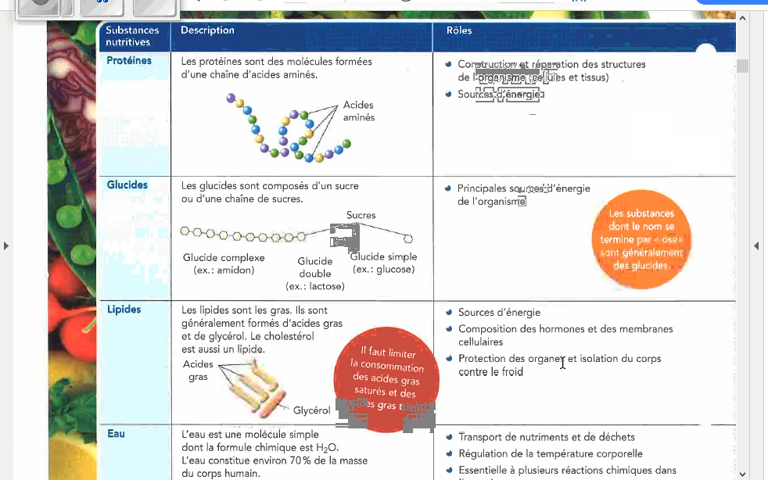 Substances
nutritives
Description
Rôles
Protéines
Les protéines sont des molécules formées
d'une chaîne d'acides aminés.
Acides
aminés
Construction et réparation des structures
de l'organisme (cellules et tissus)
Sources d'énergie
Glucides
Les glucides sont composés d'un sucre
ou d'une chaîne de sucres.
Sucres
Glucide complexe
(ex.: amidon)
Glucide
double
(ex.: lactose)
Glucide simple
(ex.: glucose)
Principales sources d'énergie
de l'organisme
Les substances
dont le nom se
termine par «-ose»
sont généralement
des glucides.
Lipides
Les lipides sont les gras. Ils sont
généralement formés d'acides gras
et de glycérol. Le cholestérol
est aussi un lipide.
Acides
gras
Glycérol
Il faut limiter
la consommation
des acides gras
saturés et des
gras
Sources d'énergie
Composition des hormones et des membranes
cellulaires
Protection des organes et isolation du corps
contre le froid
Eau
L'eau est une molécule simple
dont la formule chimique est H₂O.
L'eau constitue environ 70 % de la masse
du corps humain.
Transport de nutriments et de déchets
Régulation de la température corporelle
Essentielle à plusieurs réactions chimiques dans